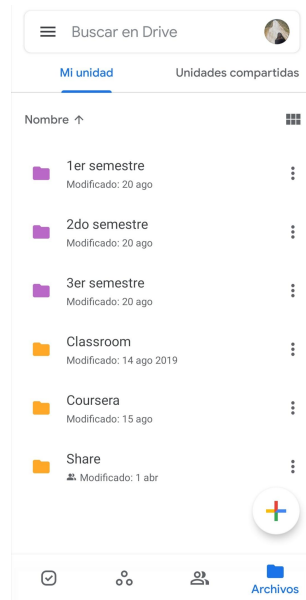 Buscar en Drive
Mi unidad Unidades compartidas
Nombre ↑
1er semestre
Modificado: 20 ago
2do semestre
Modificado: 20 ago
3er semestre
Modificado: 20 ago
Classroom
Modificado: 14 ago 2019
Coursera
Modificado: 15 ago
Share
Modificado: 1 abr
Archivos